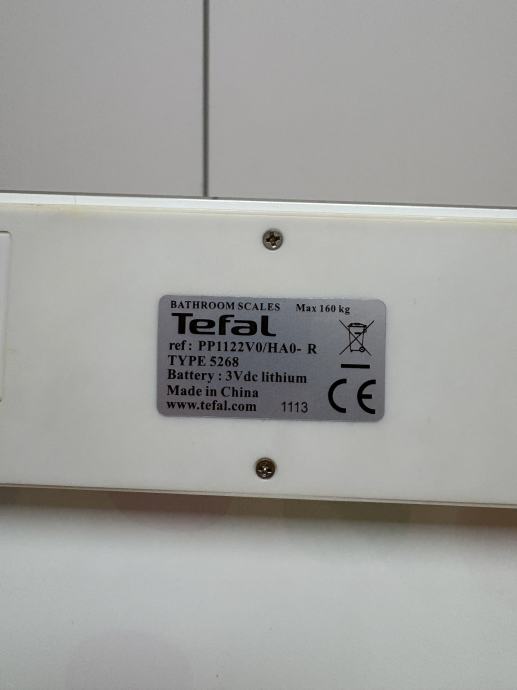 BATHROOM SCALES Max 160 kg
Tefal
ref : PP1122V0/HA0- R
TYPE 5268
Battery : 3Vdc lithium
Made in China
www.tefal.com 1113
CE